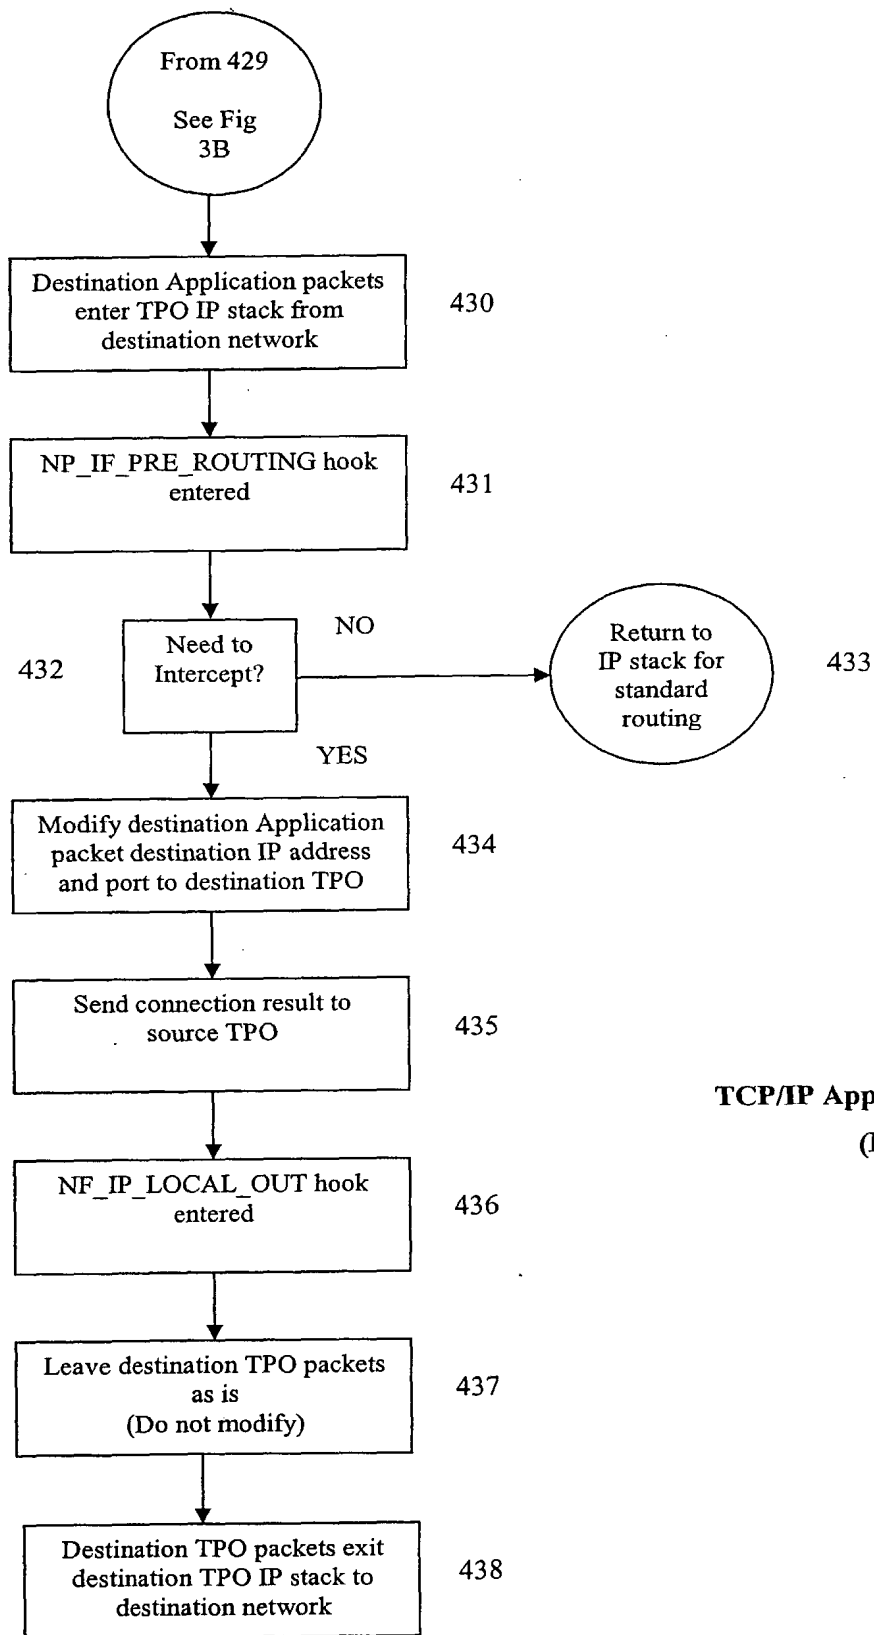 From 429
See Fig
3B
Destination Application packets
enter TPO IP stack from
destination network
430
NP_IF_PRE_ROUTING hook
entered
431
432
Need to
Intercept?
NO
Return to
IP stack for
standard
routing
433
YES
Modify destination Application
packet destination IP address
and port to destination TPO
434
Send connection result to
source TPO
435
TCP/IP App
(I
NF_IP_LOCAL_OUT hook
entered
436
Leave destination TPO packets
as is
(Do not modify)
437
Destination TPO packets exit
destination TPO IP stack to
destination network
438